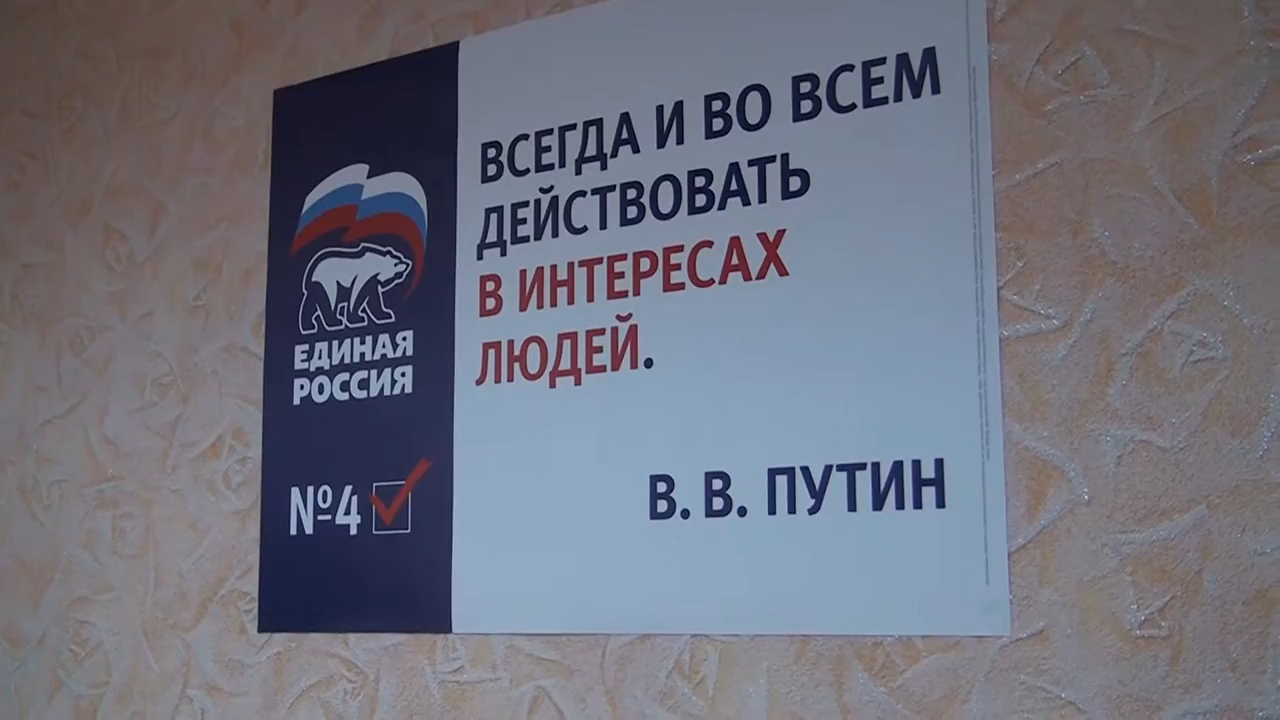 ЕДИНАЯ
РОССИЯ
№4
ВСЕГДА И ВО ВСЕМ
ДЕЙСТВОВАТЬ
В ИНТЕРЕСАХ
ЛЮДЕЙ.
В. В. ПУТИН